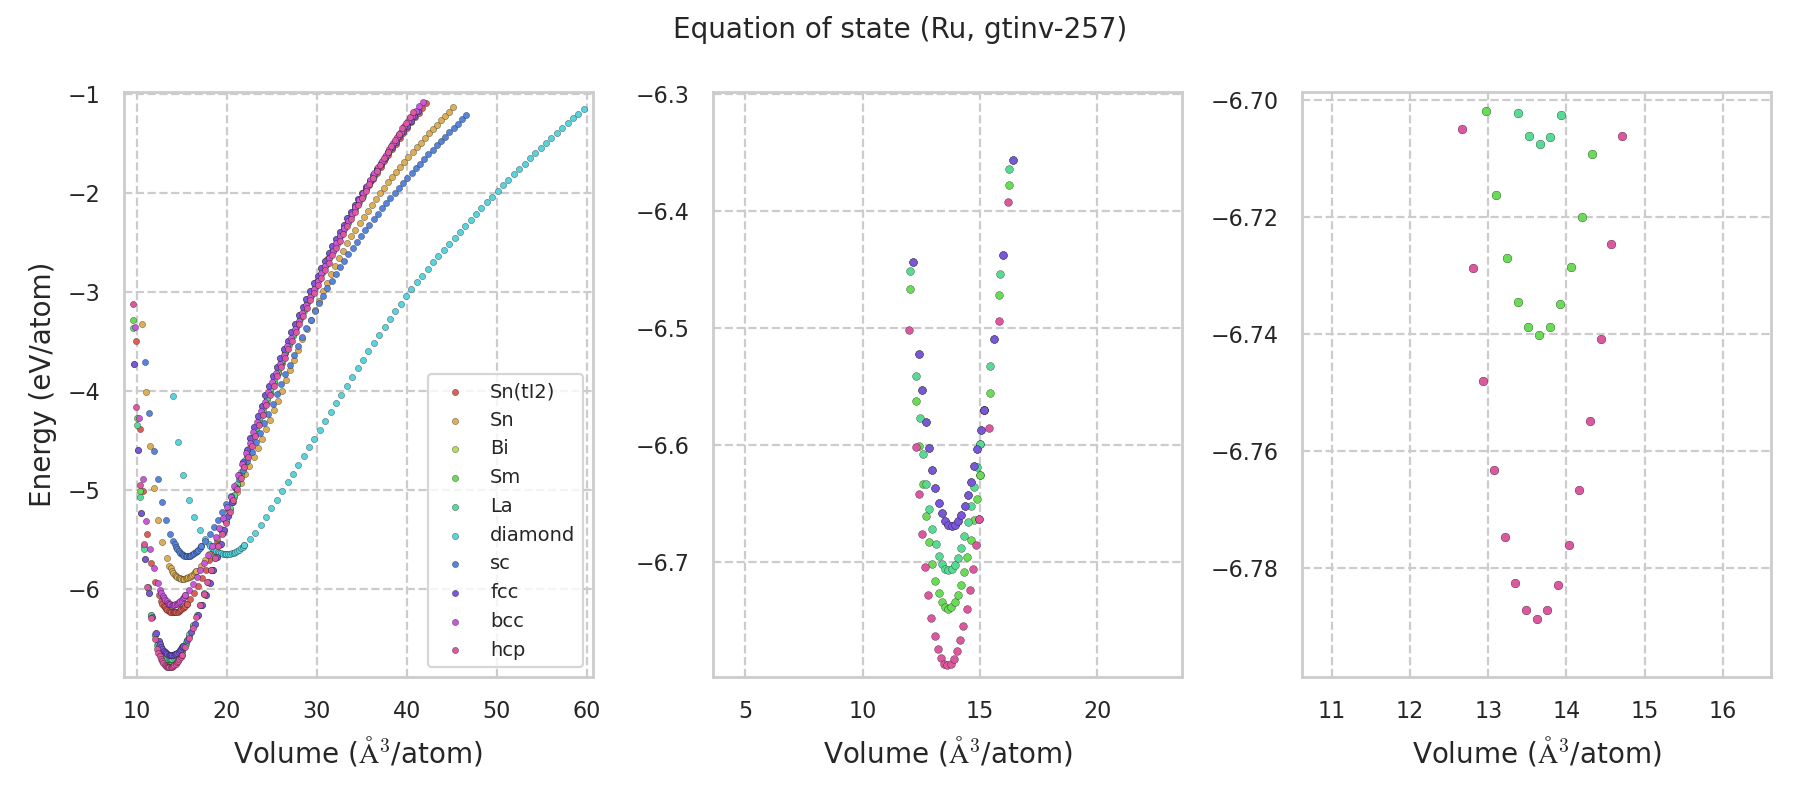 Equation of state (Ru, gtinv-257)
Energy (eV/atom)
−1
−2
−3
−4
−5
−6
10 20 30 40 50 60
Volume (Å³/atom)
Sn(tI2)
Sn
Bi
Sm
La
diamond
sc
fcc
bcc
hcp
−6.3
−6.4
−6.5
−6.6
−6.7
5 10 15 20
Volume (Å³/atom)
−6.70
−6.72
−6.74
−6.76
−6.78
11 12 13 14 15 16
Volume (Å³/atom)